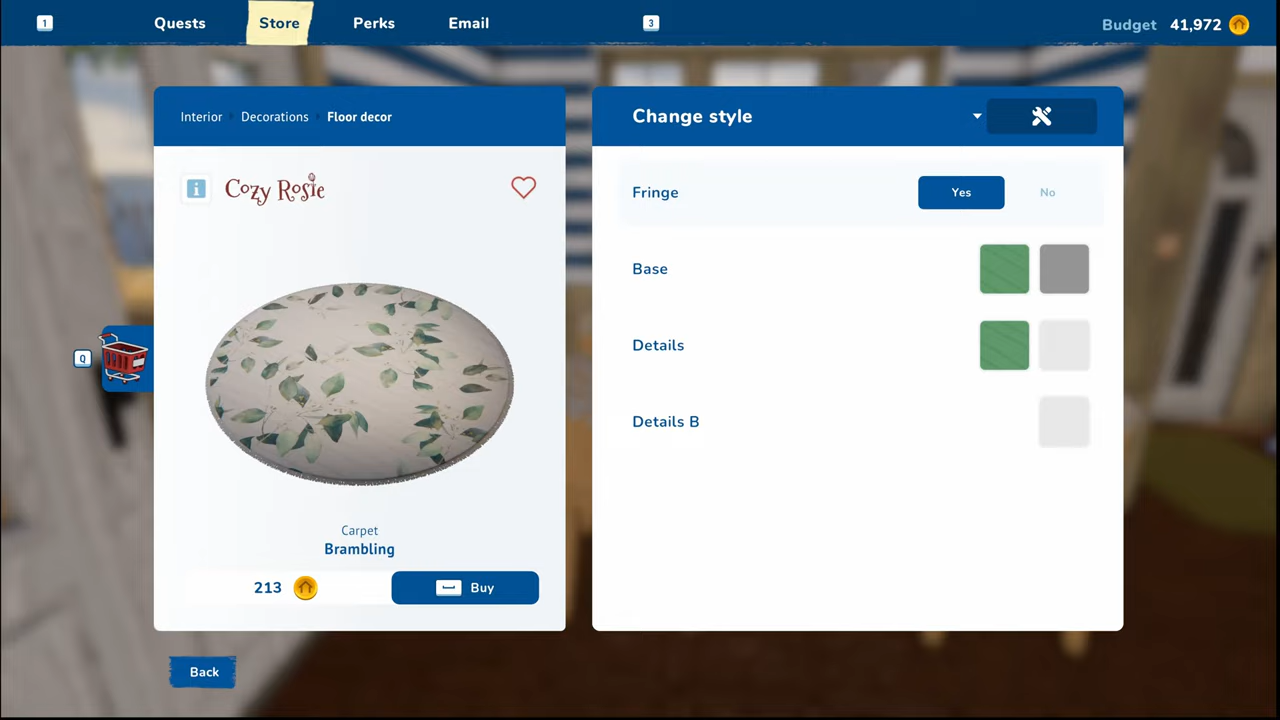 1 Quests Store Perks Email 3 Budget 41,972
Interior Decorations Floor decor
Change style
Cozy Rosie
Fringe Yes No
Base
Q
Details
Details B
Carpet
Brambling
213 Buy
Back